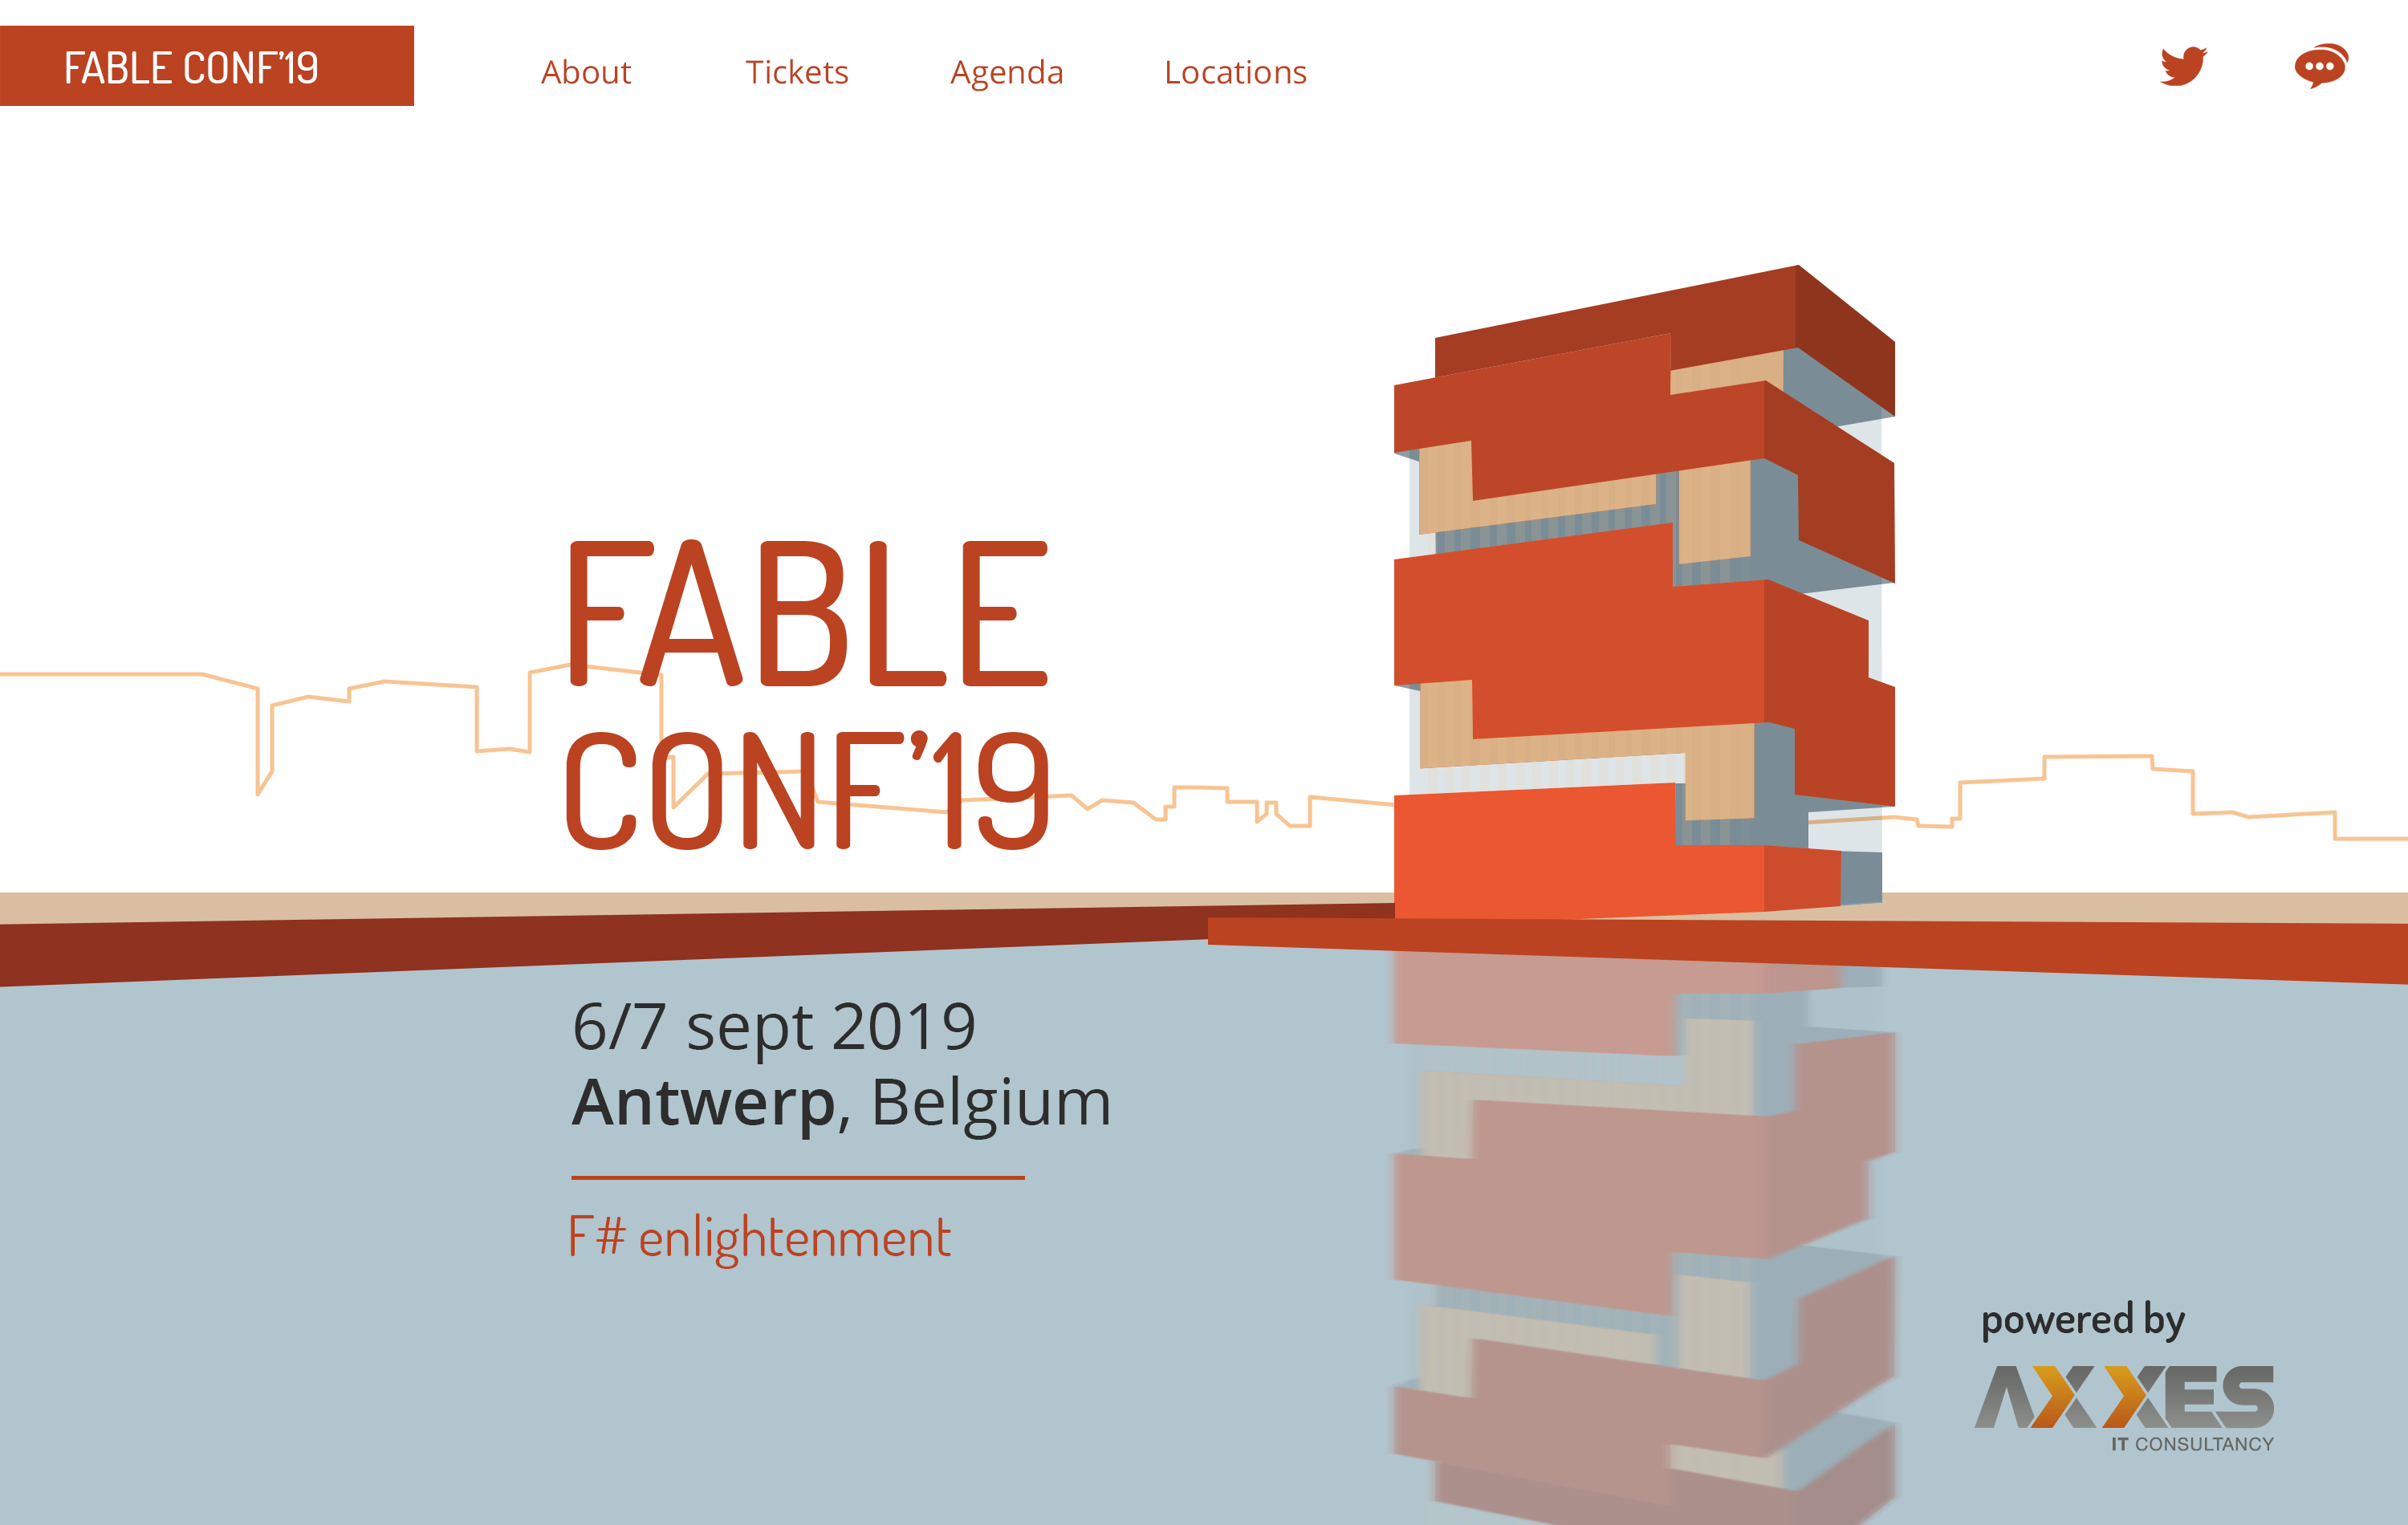 FABLE CONF’19
About
Tickets
Agenda
Locations
FABLE
CONF’19
6/7 sept 2019
Antwerp, Belgium
F# enlightenment
powered by
AXXES
IT CONSULTANCY